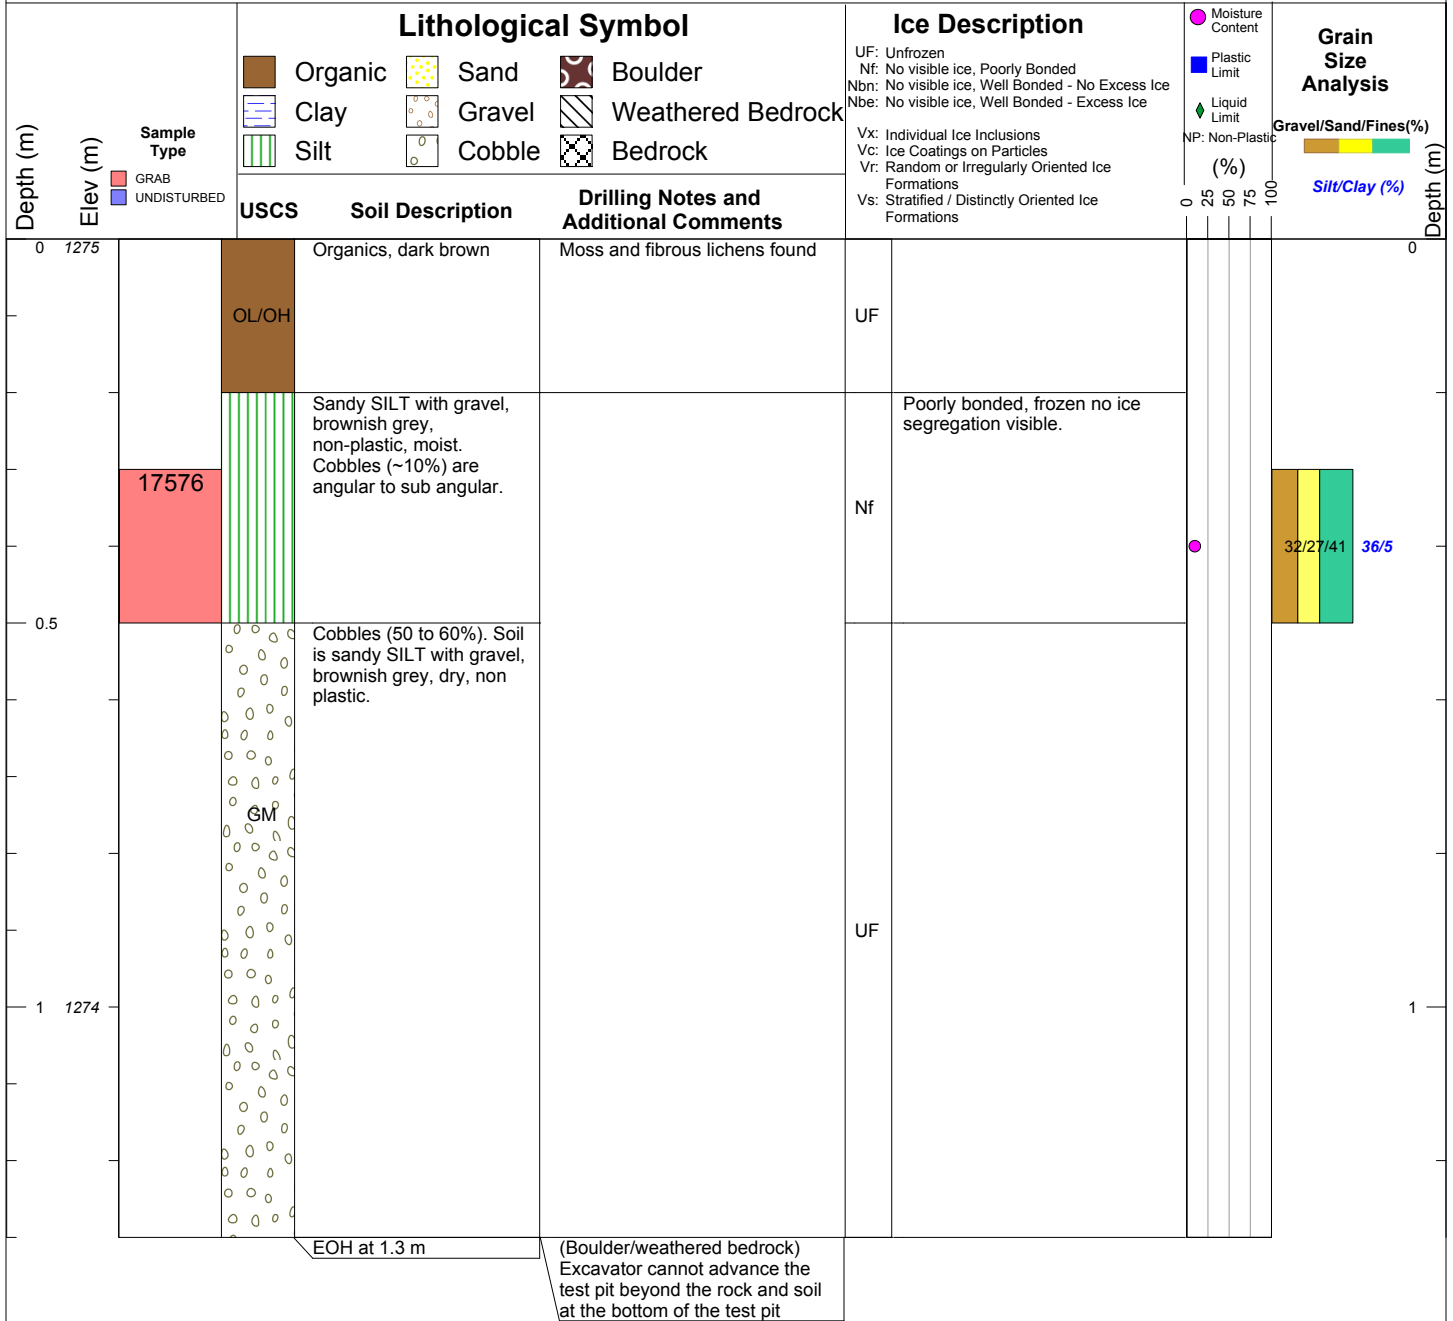 Lithological Symbol
Organic
Sand
Boulder
Clay
Gravel
Weathered Bedrock
Silt
Cobble
Bedrock
Ice Description
UF: Unfrozen
Nf: No visible ice, Poorly Bonded
Nbn: No visible ice, Well Bonded - No Excess Ice
Nbe: No visible ice, Well Bonded - Excess Ice
Vx: Individual Ice Inclusions
Vc: Ice Coatings on Particles
Vr: Random or Irregularly Oriented Ice
Formations
Vs: Stratified / Distinctly Oriented Ice
Formations
Moisture
Content
Plastic
Limit
Liquid
Limit
NP: Non-Plastic
(%)
0 25 50 75 100
Grain
Size
Analysis
Gravel/Sand/Fines(%)
Silt/Clay (%)
Depth (m)
Depth (m)
Elev (m)
Sample
Type
GRAB
UNDISTURBED
USCS
Soil Description
Drilling Notes and
Additional Comments
0 1275
Organics, dark brown
Moss and fibrous lichens found
0
OL/OH
UF
Sandy SILT with gravel,
brownish grey,
non-plastic, moist.
Cobbles (~10%) are
angular to sub angular.
Poorly bonded, frozen no ice
segregation visible.
17576
Nf
32/27/41 36/5
0.5
Cobbles (50 to 60%). Soil
is sandy SILT with gravel,
brownish grey, dry, non
plastic.
GM
UF
1 1274
1
EOH at 1.3 m
(Boulder/weathered bedrock)
Excavator cannot advance the
test pit beyond the rock and soil
at the bottom of the test pit